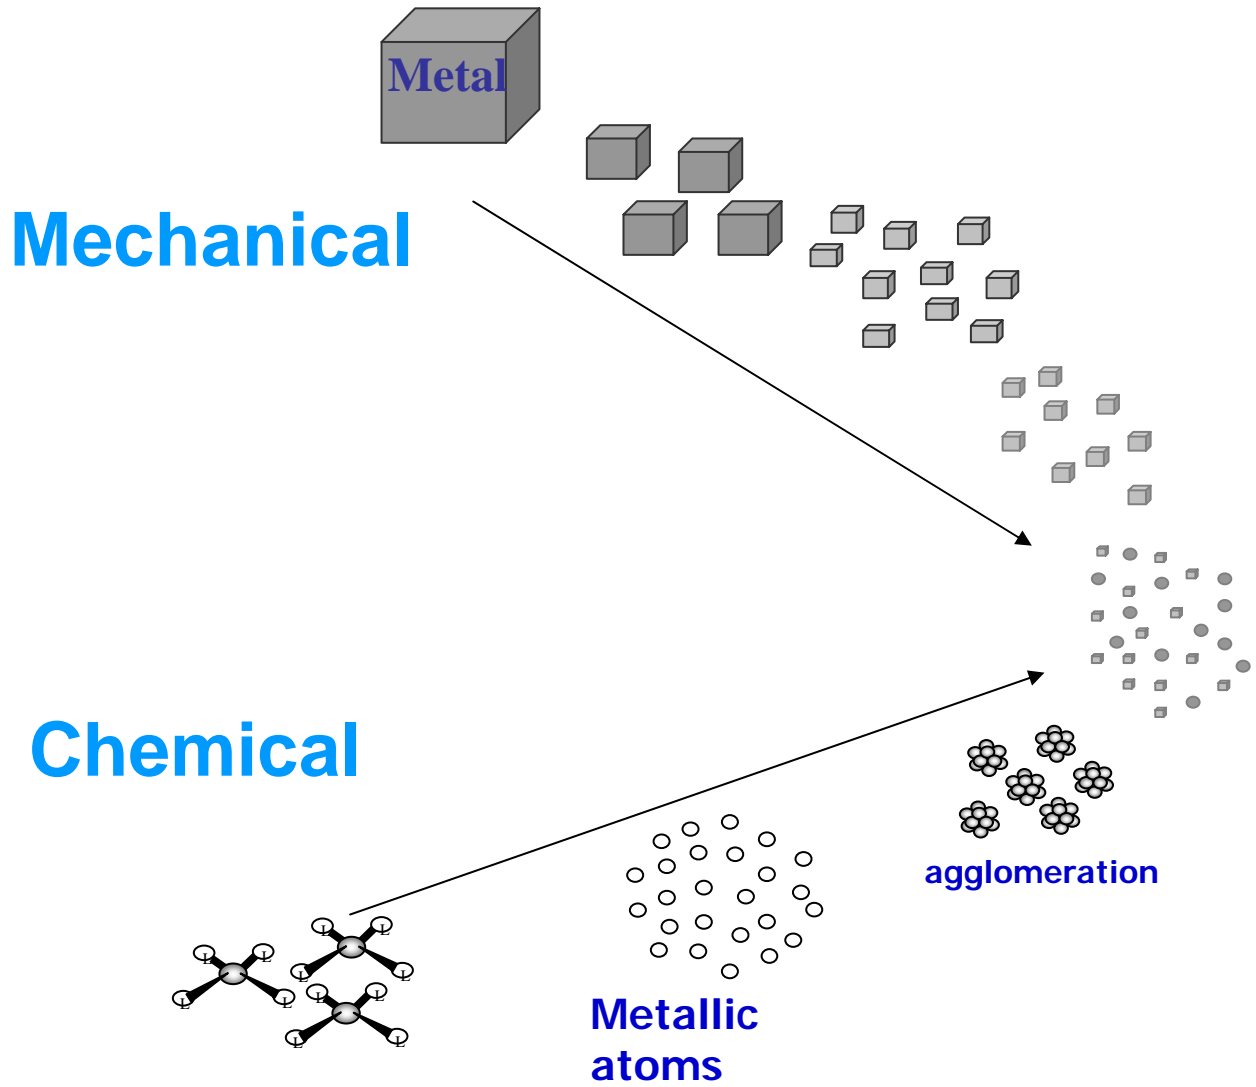 Metal
Mechanical
Chemical
agglomeration
L L
L L
L L
L L
L L
L L
Metallic
atoms